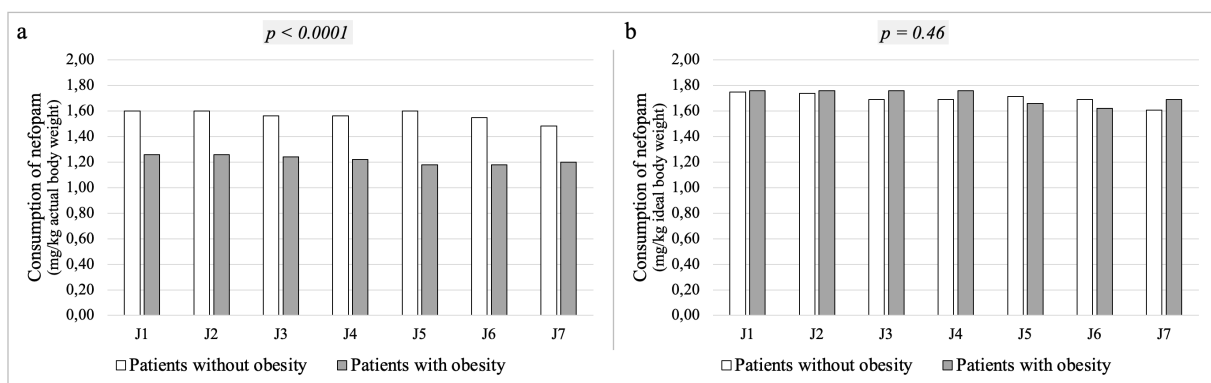 a
p < 0.0001
Consumption of nefopam
(mg/kg actual body weight)
2,00
1,80
1,60
1,40
1,20
1,00
0,80
0,60
0,40
0,20
0,00
J1 J2 J3 J4 J5 J6 J7
Patients without obesity Patients with obesity
b
p = 0.46
Consumption of nefopam
(mg/kg ideal body weight)
2,00
1,80
1,60
1,40
1,20
1,00
0,80
0,60
0,40
0,20
0,00
J1 J2 J3 J4 J5 J6 J7
Patients without obesity Patients with obesity